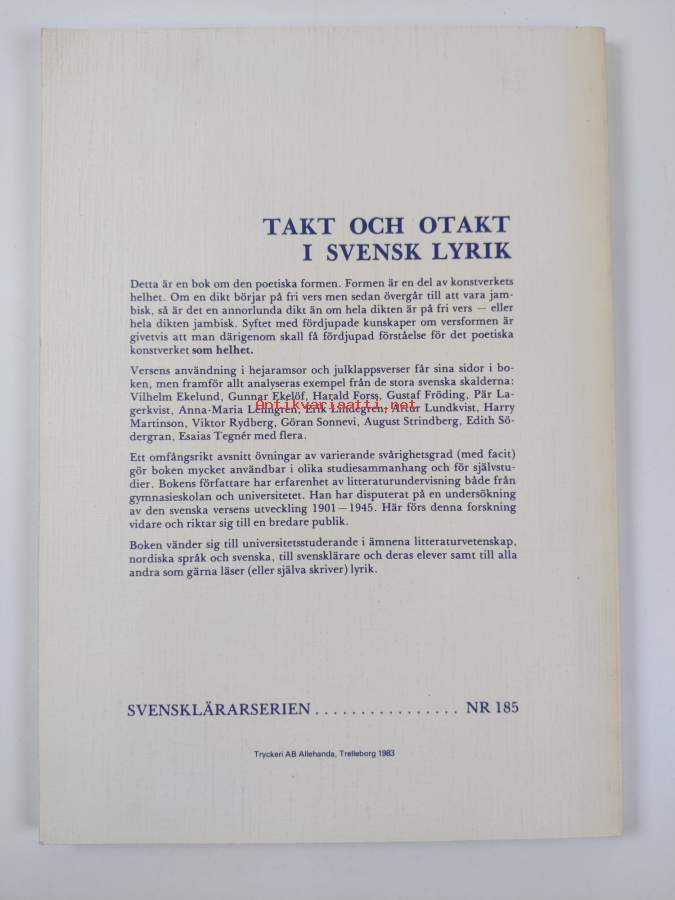 TAKT OCH OTAKT
I SVENSK LYRIK
Detta är en bok om den poetiska formen. Formen är en del av konstverkets
helhet. Om en dikt börjar på fri vers men sedan övergår till att vara jam-
bisk, så är det en annorlunda dikt än om hela dikten är på fri vers — eller
hela dikten jambisk. Syftet med fördjupade kunskaper om versformen är
givetvis att man därigenom skall få fördjupad förståelse för det poetiska
konstverket som helhet.
Versens användning i hejaramsor och julklappsverser får sina sidor i bo-
ken, men framför allt analyseras exempel från de stora svenska skalderna:
Vilhelm Ekelund, Gunnar Ekelöf, Harald Forss, Gustaf Fröding, Pär La-
gerkvist, Anna-Maria Lenngren, Erik Lindegren, Artur Lundkvist, Harry
Martinson, Viktor Rydberg, Göran Sonnevi, August Strindberg, Edith Sö-
dergran, Esaias Tegnér med flera.
Antikvariaatti.net
Ett omfångsrikt avsnitt övningar av varierande svårighetsgrad (med facit)
gör boken mycket användbar i olika studiesammanhang och för självstu-
dier. Bokens författare har erfarenhet av litteraturundervisning både från
gymnasieskolan och universitetet. Han har disputerat på en undersökning
av den svenska versens utveckling 1901—1945. Här förs denna forskning
vidare och riktar sig till en bredare publik.
Boken vänder sig till universitetsstuderande i ämnena litteraturvetenskap,
nordiska språk och svenska, till svensklärare och deras elever samt till alla
andra som gärna läser (eller själva skriver) lyrik.
Antikvariaatti.net
SVENSKLÄRARSERIEN ................ NR 185
Tryckeri AB Allehanda, Trelleborg 1983